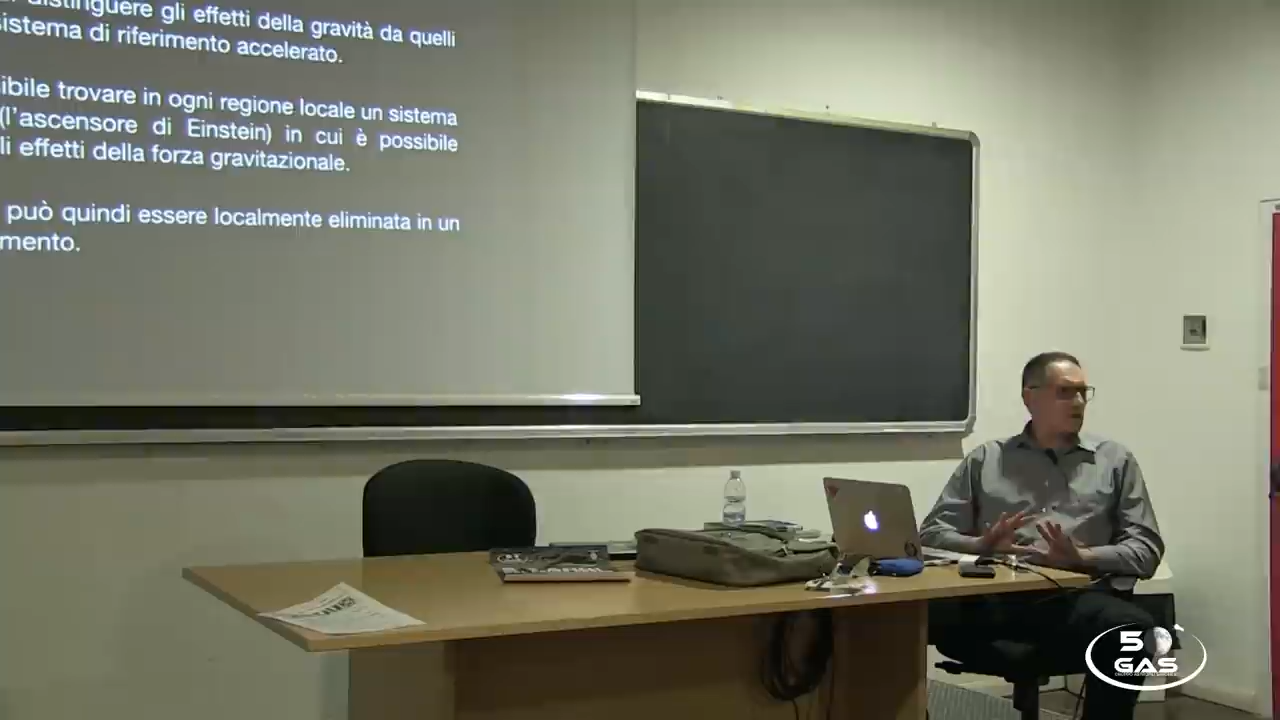 distinguere gli effetti della gravità da quelli
sistema di riferimento accelerato.
ibile trovare in ogni regione locale un sistema
(l'ascensore di Einstein) in cui è possibile
li effetti della forza gravitazionale.
può quindi essere localmente eliminata in un
mento.
50
GAS